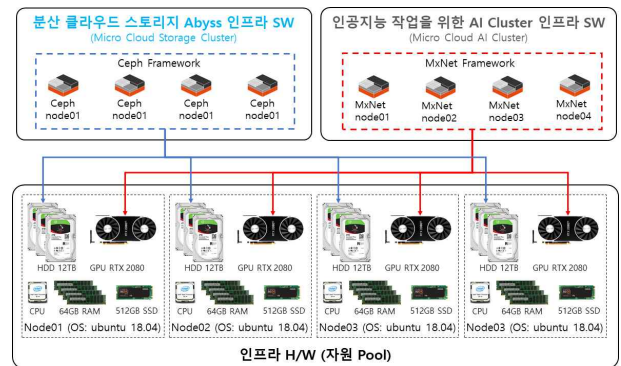 분산 클라우드 스토리지 Abyss 인프라 SW
(Micro Cloud Storage Cluster)
Ceph Framework
Ceph node01
Ceph node01
Ceph node01
Ceph node01
인공지능 작업을 위한 AI Cluster 인프라 SW
(Micro Cloud AI Cluster)
MxNet Framework
MxNet node01
MxNet node02
MxNet node03
MxNet node04
HDD 12TB GPU RTX 2080
CPU 64GB RAM 512GB SSD
Node01 (OS: ubuntu 18.04)
HDD 12TB GPU RTX 2080
CPU 64GB RAM 512GB SSD
Node02 (OS: ubuntu 18.04)
HDD 12TB GPU RTX 2080
CPU 64GB RAM 512GB SSD
Node03 (OS: ubuntu 18.04)
HDD 12TB GPU RTX 2080
CPU 64GB RAM 512GB SSD
Node03 (OS: ubuntu 18.04)
인프라 H/W (자원 Pool)